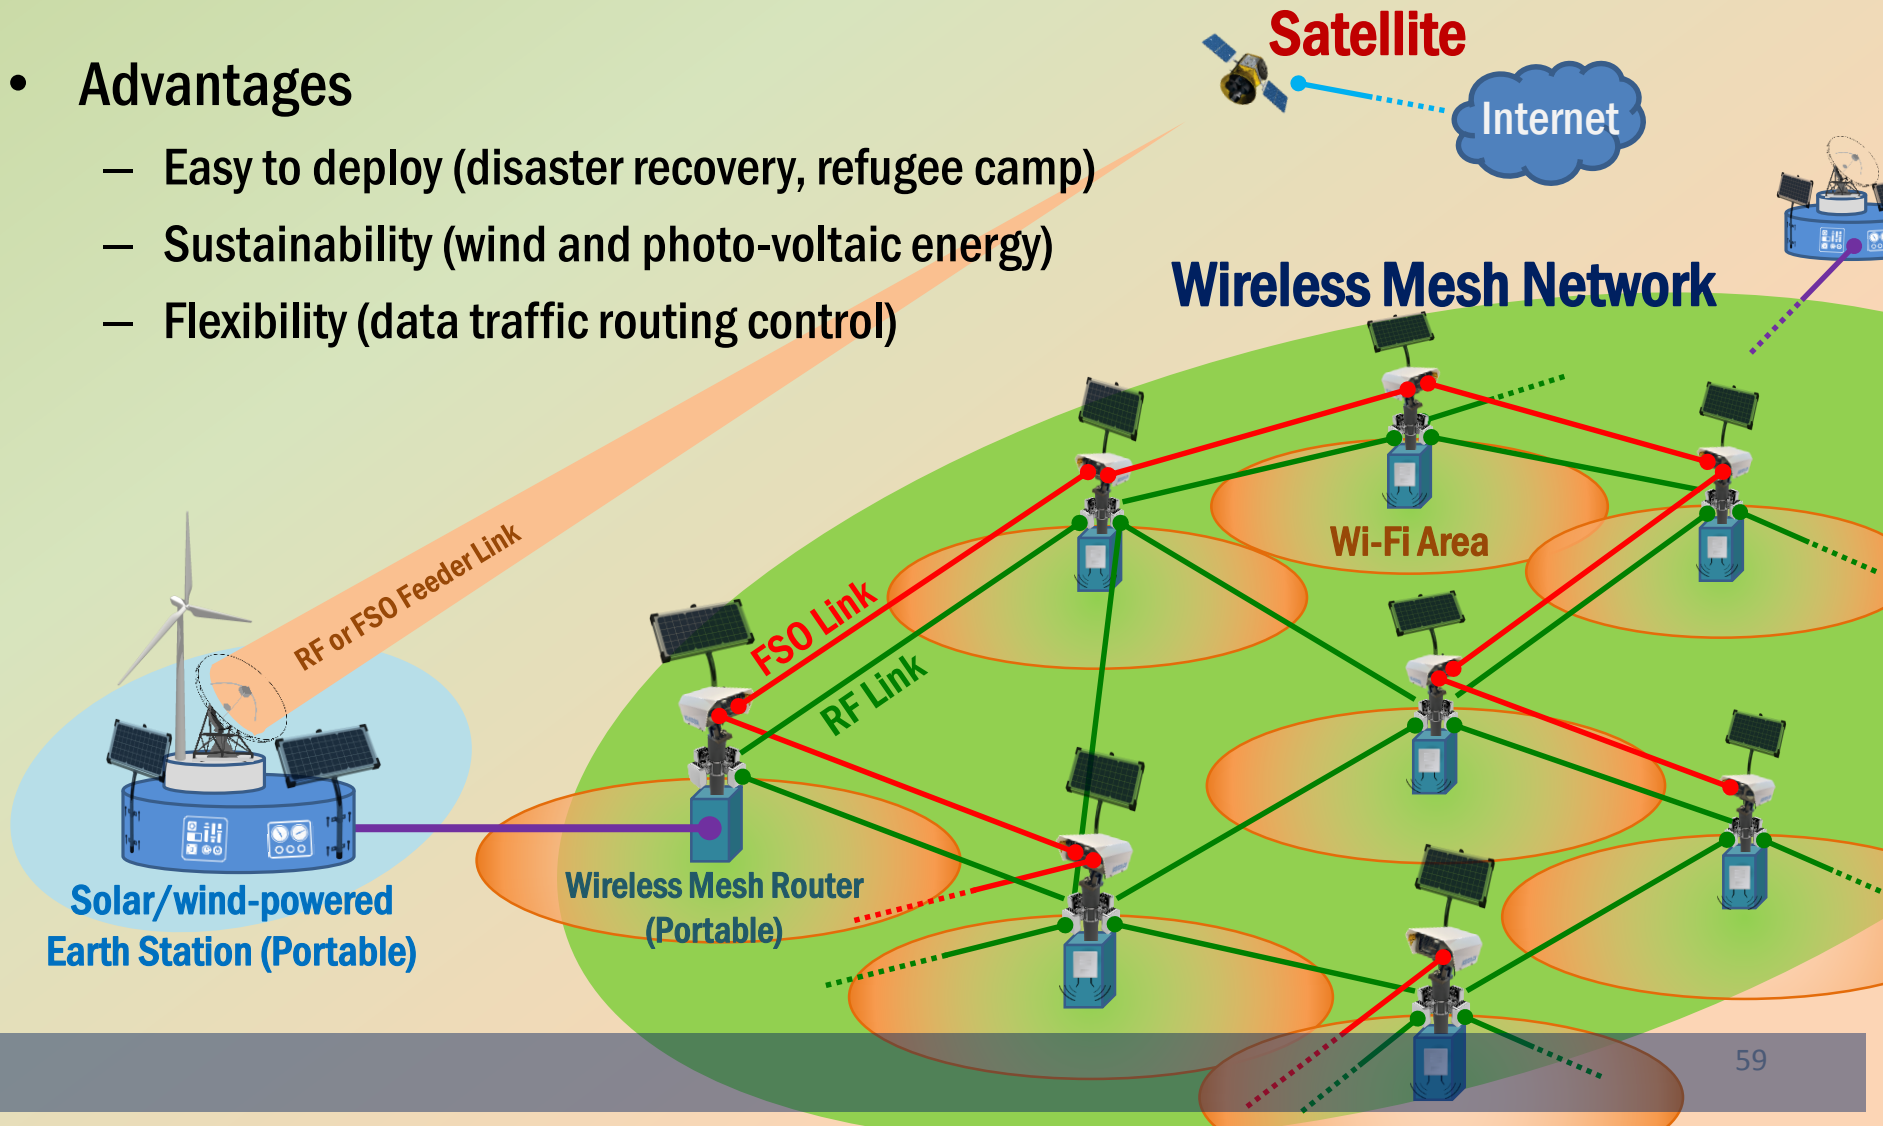 • Advantages
– Easy to deploy (disaster recovery, refugee camp)
– Sustainability (wind and photo-voltaic energy)
– Flexibility (data traffic routing control)
Satellite
Internet
Wireless Mesh Network
Wi-Fi Area
RF or FSO Feeder Link
FSO Link
RF Link
Wireless Mesh Router
(Portable)
Solar/wind-powered
Earth Station (Portable)
59